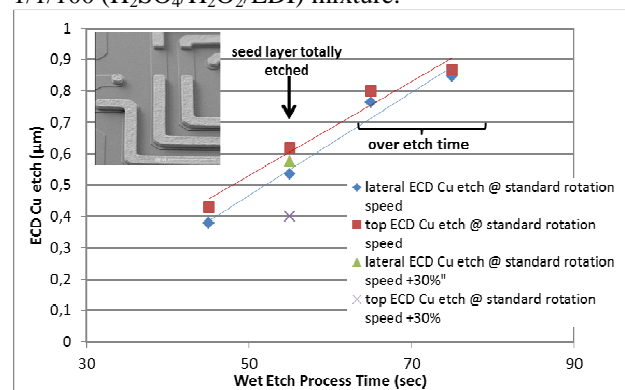 1/1/100 (H₂SO₄/H₂O₂/EDI) mixture.
1
0,9
0,8
0,7
0,6
0,5
0,4
0,3
0,2
0,1
0
ECD Cu etch (µm)
seed layer totally
etched
over etch time
lateral ECD Cu etch @ standard rotation
speed
top ECD Cu etch @ standard rotation
speed
lateral ECD Cu etch @ standard rotation
speed +30%"
top ECD Cu etch @ standard rotation
speed +30%
30
50
70
90
Wet Etch Process Time (sec)